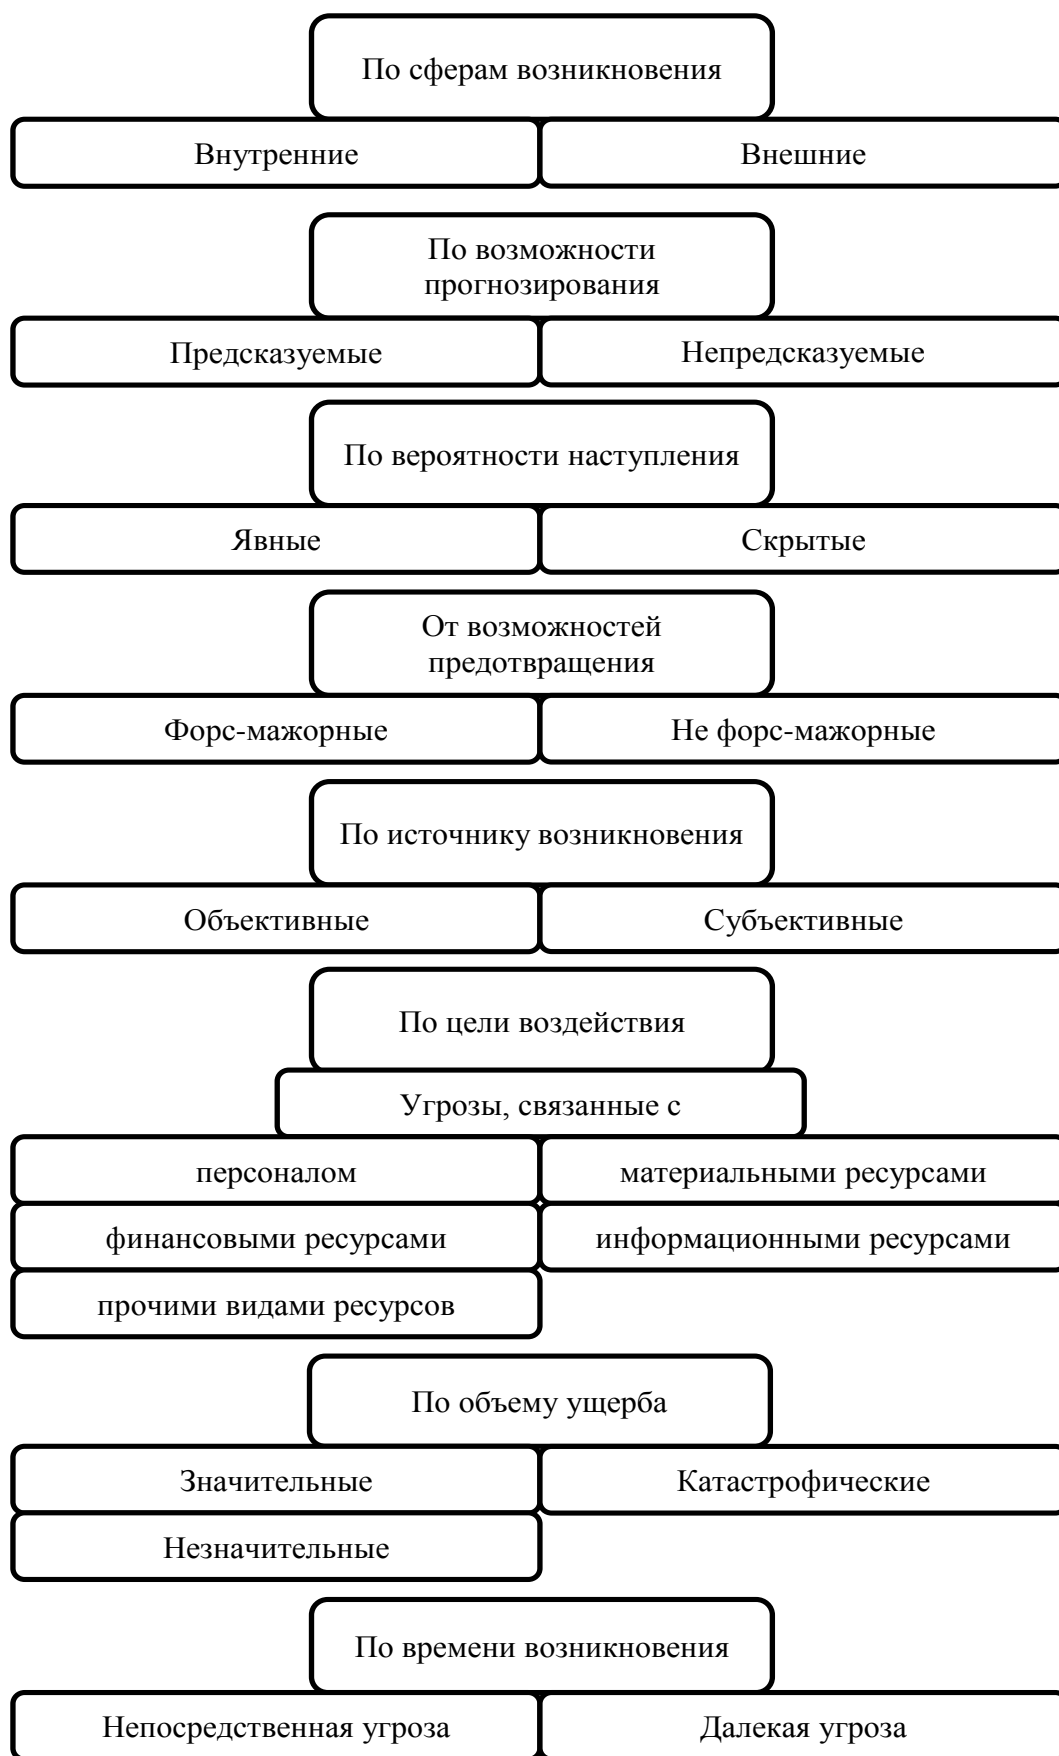 По сферам возникновения
Внутренние
Внешние
По возможности
прогнозирования
Предсказуемые
Непредсказуемые
По вероятности наступления
Явные
Скрытые
От возможностей
предотвращения
Форс-мажорные
Не форс-мажорные
По источнику возникновения
Объективные
Субъективные
По цели воздействия
Угрозы, связанные с
персоналом
материальными ресурсами
финансовыми ресурсами
информационными ресурсами
прочими видами ресурсов
По объему ущерба
Значительные
Катастрофические
Незначительные
По времени возникновения
Непосредственная угроза
Далекая угроза